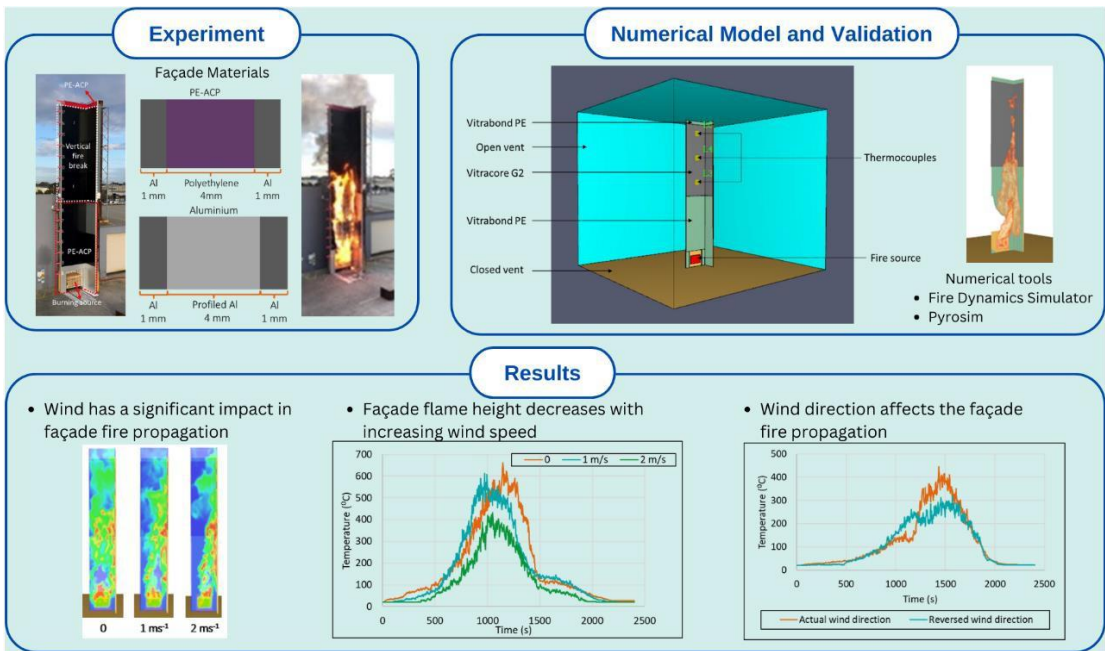 Experiment
Façade Materials
PE-ACP
PE-ACP
Vertical
fire
break
PE-ACP
Burning source
Al
1 mm
Polyethylene
4mm
Al
1 mm
Aluminium
Al
1 mm
Profiled Al
4 mm
Al
1 mm
Numerical Model and Validation
Vitrabond PE
Open vent
Vitracore G2
Vitrabond PE
Closed vent
Thermocouples
Fire source
Numerical tools
• Fire Dynamics Simulator
• Pyrosim
Results
• Wind has a significant impact in
façade fire propagation
0
1 ms⁻¹
2 ms⁻¹
• Façade flame height decreases with
increasing wind speed
0
1 m/s
2 m/s
Temperature (⁰C)
700
600
500
400
300
200
100
0
0
500
1000
1500
2000
2500
Time (s)
• Wind direction affects the façade
fire propagation
Temperature (⁰C)
500
400
300
200
100
0
0
500
1000
1500
2000
2500
Time (s)
Actual wind direction
Reversed wind direction